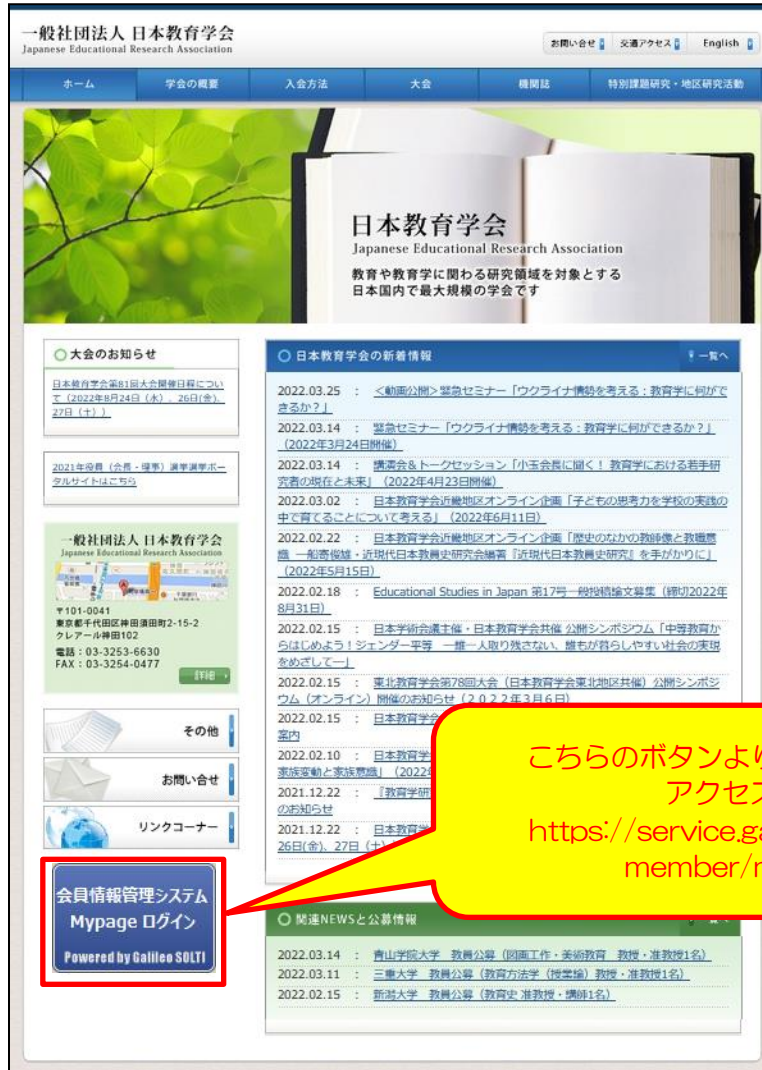 一般社団法人 日本教育学会
Japanese Educational Research Association
お問い合せ 交通アクセス English
ホーム 学会の概要 入会方法 大会 機関誌 特別課題研究・地区研究活動
日本教育学会
Japanese Educational Research Association
教育や教育学に関わる研究領域を対象とする
日本国内で最大規模の学会です
大会のお知らせ
日本教育学会第81回大会開催日程につい
て（2022年8月24日（水）、26日(金)、
27日（土））
2021年役員（会長・理事）選挙選挙ポー
タルサイトはこちら
一般社団法人 日本教育学会
Japanese Educational Research Association
〒101-0041
東京都千代田区神田須田町2-15-2
クレアール神田102
電話：03-3253-6630
FAX：03-3254-0477
詳細
その他
お問い合せ
リンクコーナー
会員情報管理システム
Mypage ログイン
Powered by Galileo SOLTI
日本教育学会の新着情報 一覧へ
2022.03.25 ： ＜動画公開＞緊急セミナー「ウクライナ情勢を考える：教育学に何がで
きるか？」
2022.03.14 ： 緊急セミナー「ウクライナ情勢を考える：教育学に何ができるか？」
（2022年3月24日開催）
2022.03.14 ： 講演会＆トークセッション「小玉会長に聞く！ 教育学における若手研
究者の現在と未来」（2022年4月23日開催）
2022.03.02 ： 日本教育学会近畿地区オンライン企画「子どもの思考力を学校の実践の
中で育てることについて考える」（2022年6月11日）
2022.02.22 ： 日本教育学会近畿地区オンライン企画「歴史のなかの教師像と教職意
識 ―船寄俊雄・近現代日本教員史研究会編著『近現代日本教員史研究』を手がかりに」
（2022年5月15日）
2022.02.18 ： Educational Studies in Japan 第17号一般投稿論文募集（締切2022年
8月31日）
2022.02.15 ： 日本学術会議主催・日本教育学会共催 公開シンポジウム「中等教育か
らはじめよう！ジェンダー平等 ―誰一人取り残さない、誰もが暮らしやすい社会の実現
をめざして―」
2022.02.15 ： 東北教育学会第78回大会（日本教育学会東北地区共催）公開シンポジ
ウム（オンライン）開催のお知らせ（２０２２年３月６日）
2022.02.15 ： 日本教育学会
案内
2022.02.10 ： 日本教育学
家族変動と家族意識」（2022
2021.12.22 ： 『教育学研
のお知らせ
2021.12.22 ： 日本教育学
26日(金)、27日（土）
こちらのボタンより
アクセス
https://service.ga
member/
関連NEWSと公募情報
2022.03.14 ： 青山学院大学 教員公募（図画工作・美術教育 教授・准教授1名）
2022.03.11 ： 三重大学 教員公募（教育方法学（授業論）教授・准教授1名）
2022.02.15 ： 新潟大学 教員公募（教育史 准教授・講師1名）